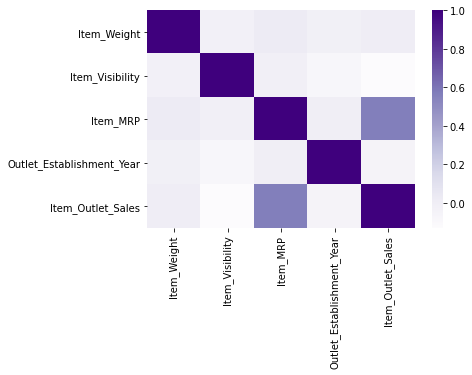 Item_Weight
Item_Visibility
Item_MRP
Outlet_Establishment_Year
Item_Outlet_Sales
Item_Weight
Item_Visibility
Item_MRP
Outlet_Establishment_Year
Item_Outlet_Sales
1.0
0.8
0.6
0.4
0.2
0.0